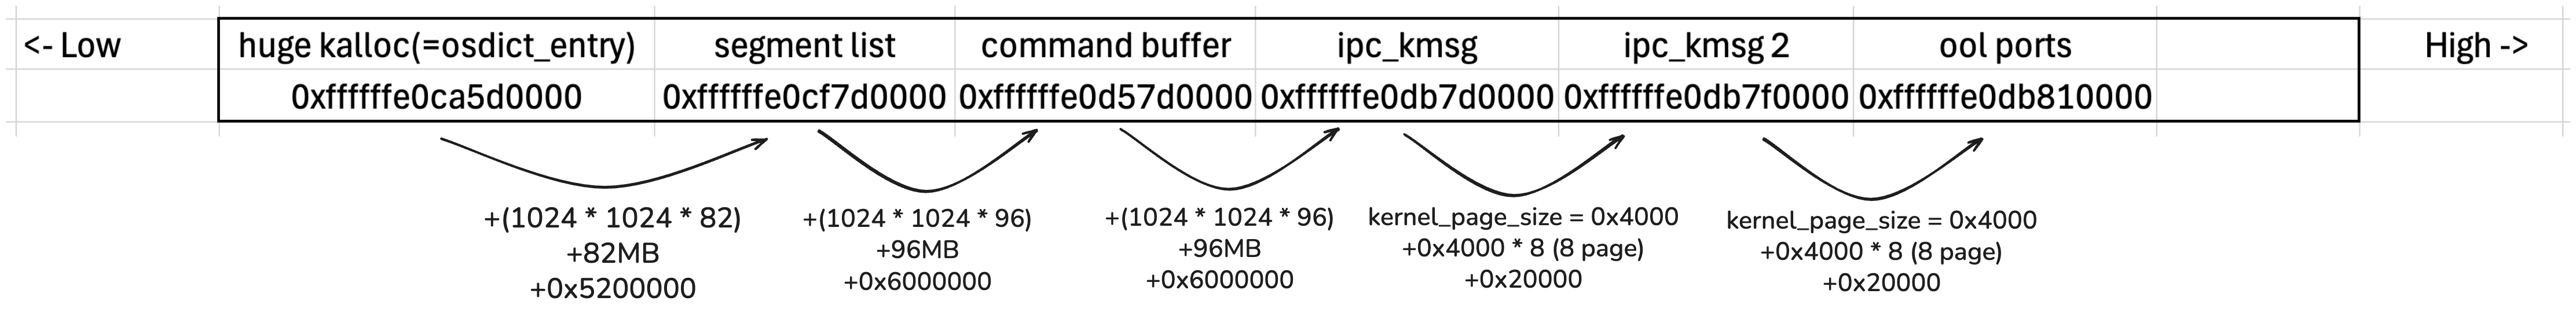 <- Low
huge kalloc(=osdict_entry)
segment list
command buffer
ipc_kmsg
ipc_kmsg 2
ool ports
High ->
0xffffffe0ca5d0000
0xffffffe0cf7d0000
0xffffffe0d57d0000
0xffffffe0db7d0000
0xffffffe0db7f0000
0xffffffe0db810000
+(1024 * 1024 * 82)
+82MB
+0x5200000
+(1024 * 1024 * 96)
+96MB
+0x6000000
+(1024 * 1024 * 96)
+96MB
+0x6000000
kernel_page_size = 0x4000
+0x4000 * 8 (8 page)
+0x20000
kernel_page_size = 0x4000
+0x4000 * 8 (8 page)
+0x20000